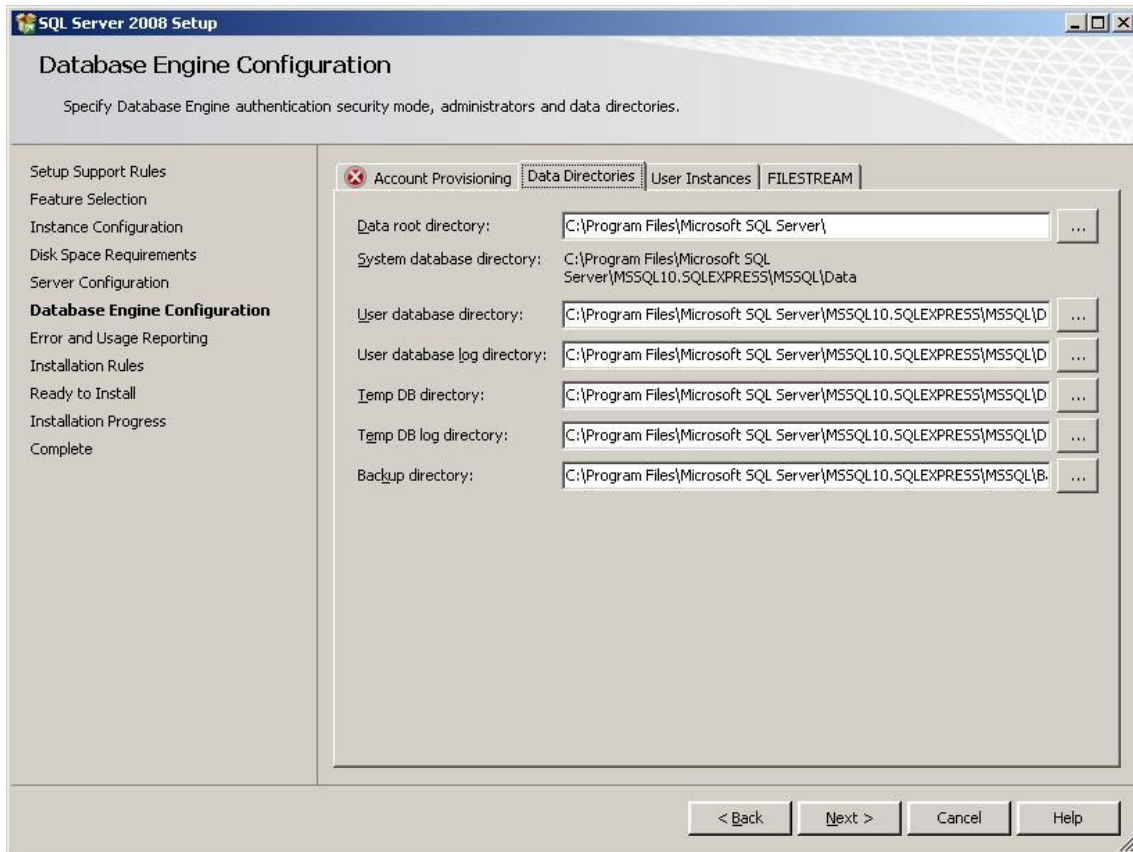 SQL Server 2008 Setup
Database Engine Configuration
Specify Database Engine authentication security mode, administrators and data directories.
Setup Support Rules
Feature Selection
Instance Configuration
Disk Space Requirements
Server Configuration
Database Engine Configuration
Error and Usage Reporting
Installation Rules
Ready to Install
Installation Progress
Complete
Account Provisioning
Data Directories
User Instances
FILESTREAM
Data root directory:
C:\Program Files\Microsoft SQL Server\
...
System database directory:
C:\Program Files\Microsoft SQL
Server\MSSQL10.SQLEXPRESS\MSSQL\Data
User database directory:
C:\Program Files\Microsoft SQL Server\MSSQL10.SQLEXPRESS\MSSQL\D
...
User database log directory:
C:\Program Files\Microsoft SQL Server\MSSQL10.SQLEXPRESS\MSSQL\D
...
Temp DB directory:
C:\Program Files\Microsoft SQL Server\MSSQL10.SQLEXPRESS\MSSQL\D
...
Temp DB log directory:
C:\Program Files\Microsoft SQL Server\MSSQL10.SQLEXPRESS\MSSQL\D
...
Backup directory:
C:\Program Files\Microsoft SQL Server\MSSQL10.SQLEXPRESS\MSSQL\B
...
< Back
Next >
Cancel
Help